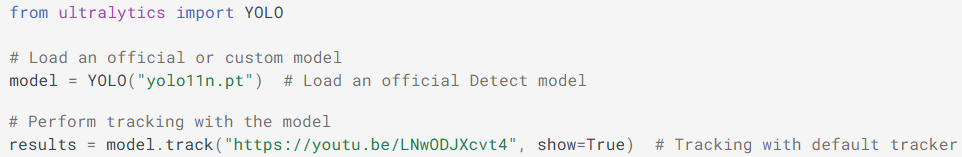 from ultralytics import YOLO
# Load an official or custom model
model = YOLO("yolo11n.pt")  # Load an official Detect model
# Perform tracking with the model
results = model.track("https://youtu.be/LNwODJXcvt4", show=True)  # Tracking with default tracker